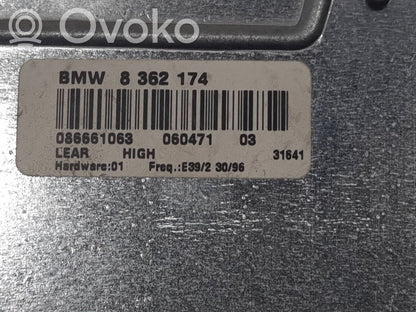 Ovoko
BMW 8 362 174
086661063 060471 03
LEAR HIGH 31641
Hardware:01 Freq.:E39/2 30/96